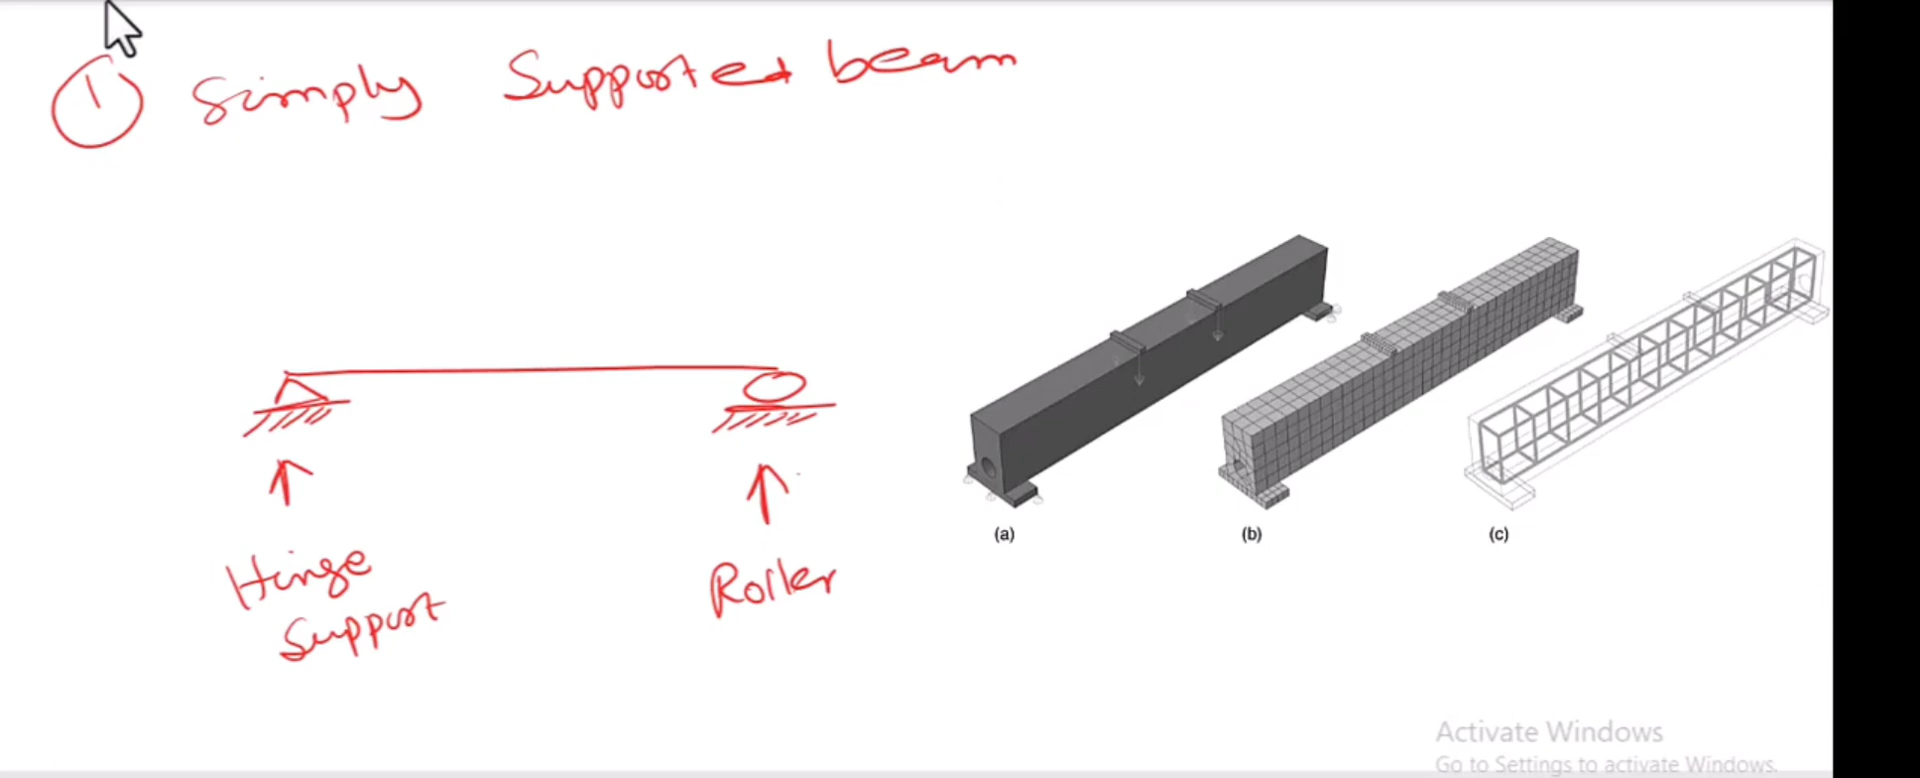 ① Simply Supported beam
Hinge
Support
Roller
(a)
(b)
(c)
Activate Windows
Go to Settings to activate Windows.